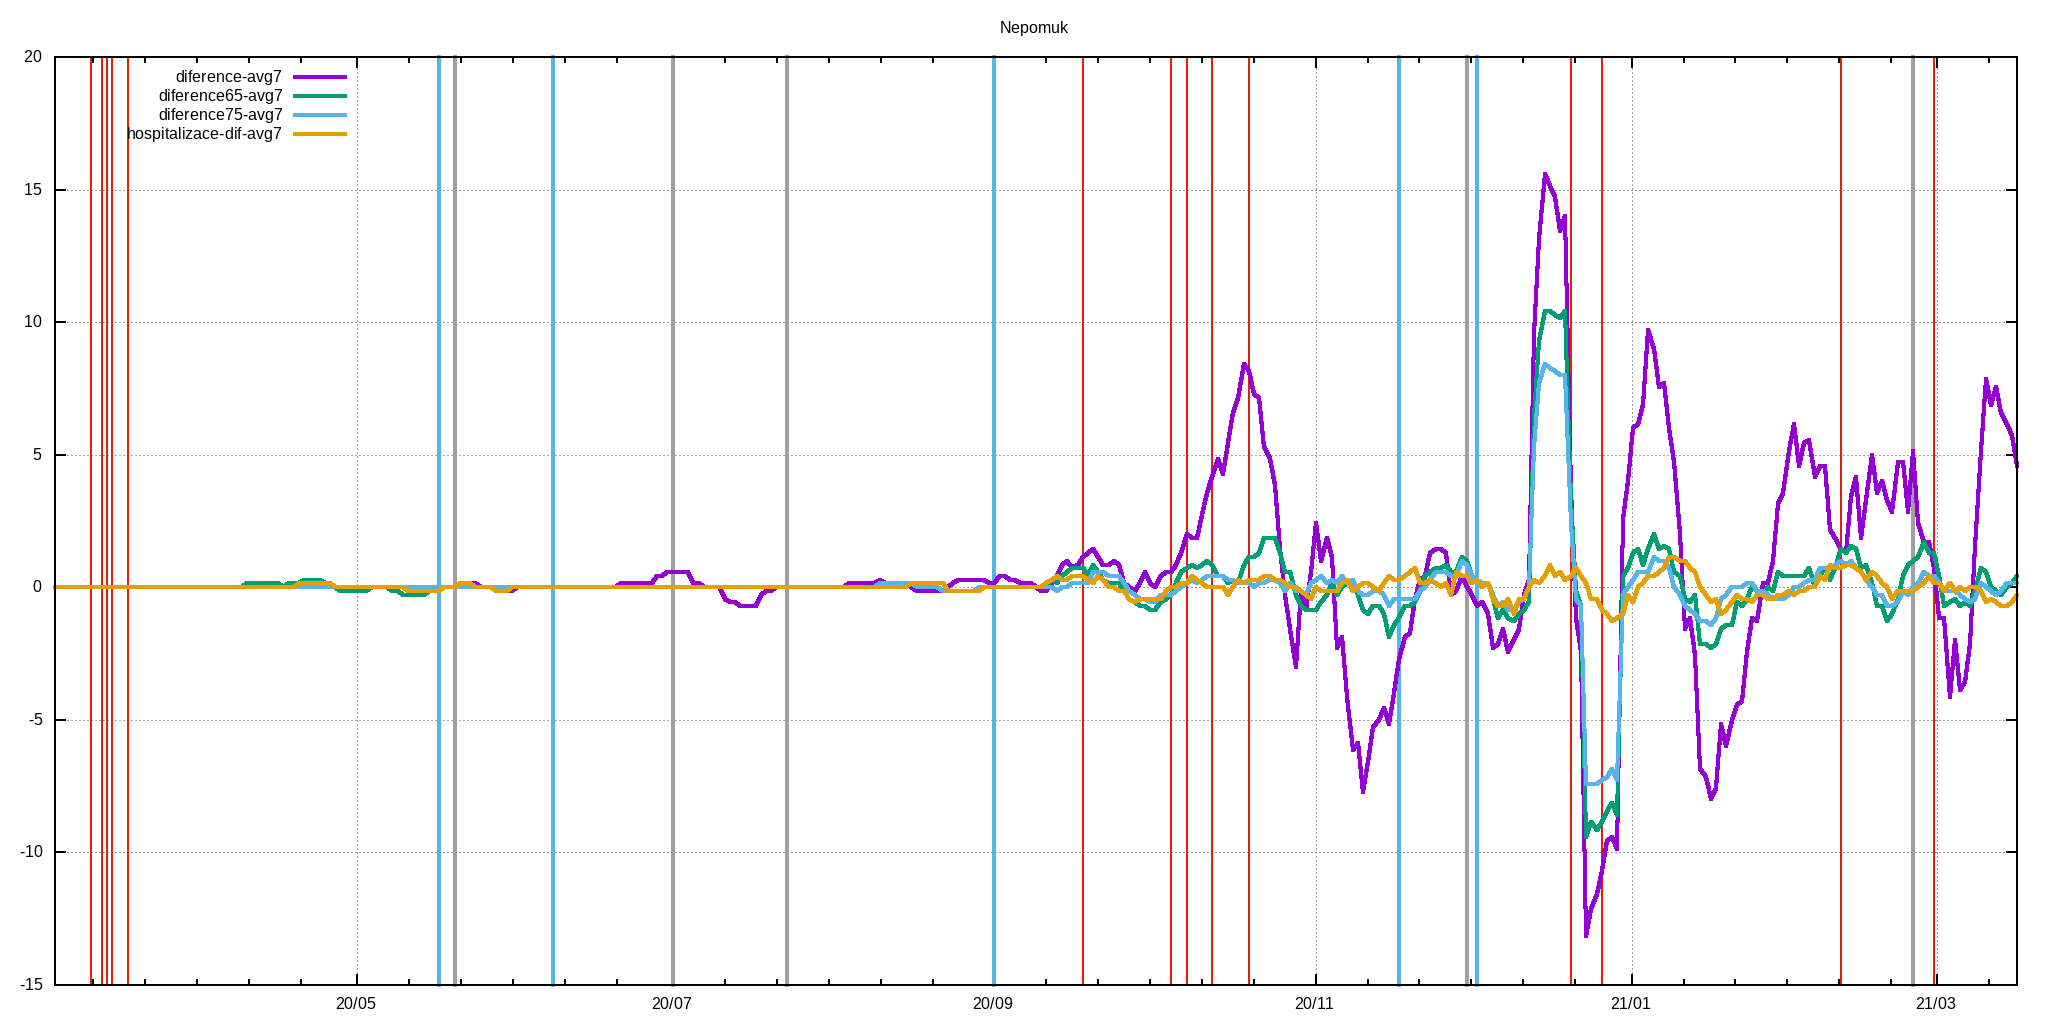 Nepomuk
20
15
10
5
0
-5
-10
-15
diference-avg7
diference65-avg7
diference75-avg7
hospitalizace-dif-avg7
20/05
20/07
20/09
20/11
21/01
21/03